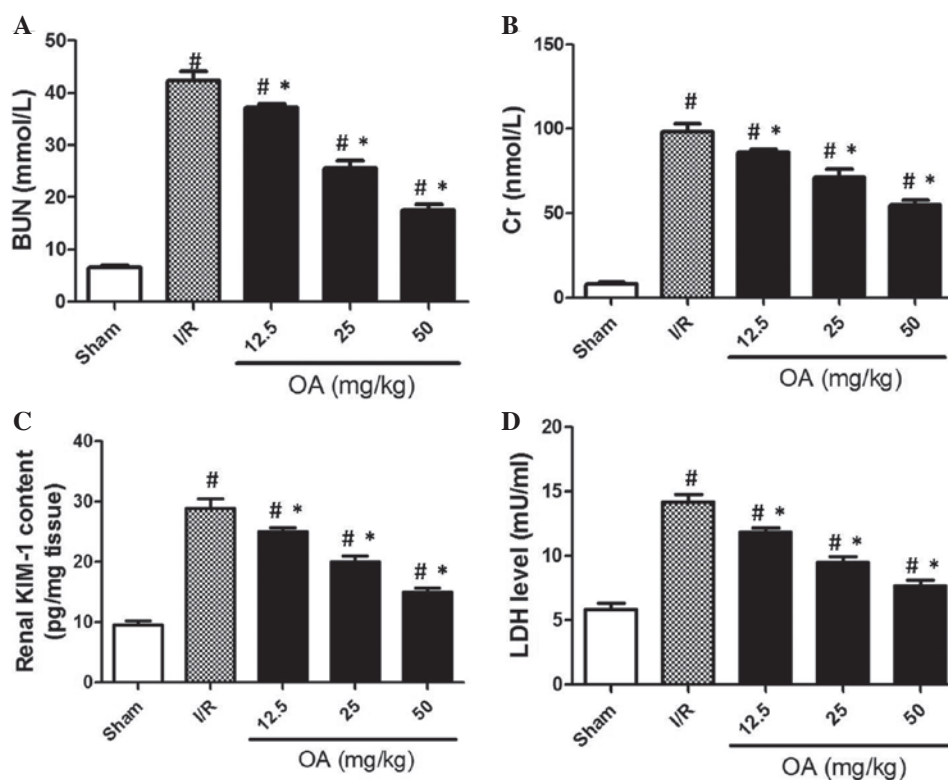 A
BUN (mmol/L)
50
40
30
20
10
0
#
# *
# *
# *
Sham
I/R
12.5
25
50
OA (mg/kg)
B
Cr (nmol/L)
150
100
50
0
#
# *
# *
# *
Sham
I/R
12.5
25
50
OA (mg/kg)
C
Renal KIM-1 content
(pg/mg tissue)
40
30
20
10
0
#
# *
# *
# *
Sham
I/R
12.5
25
50
OA (mg/kg)
D
LDH level (mU/ml)
20
15
10
5
0
#
# *
# *
# *
Sham
I/R
12.5
25
50
OA (mg/kg)